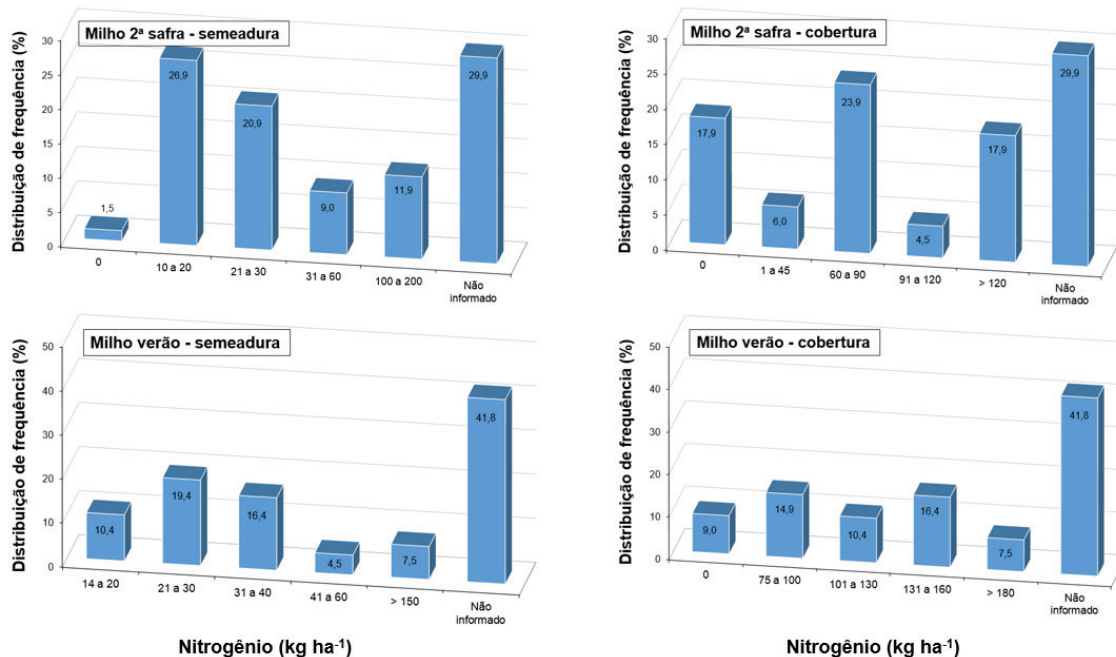 Milho 2ª safra - semeadura
Distribuição de frequência (%)
30
25
20
15
10
5
0
1,5
26,9
20,9
9,0
11,9
29,9
0
10 a 20
21 a 30
31 a 60
100 a 200
Não
informado
Milho 2ª safra - cobertura
Distribuição de frequência (%)
30
25
20
15
10
5
0
17,9
6,0
23,9
4,5
17,9
29,9
0
1 a 45
60 a 90
91 a 120
> 120
Não
informado
Milho verão - semeadura
Distribuição de frequência (%)
50
40
30
20
10
0
10,4
19,4
16,4
4,5
7,5
41,8
14 a 20
21 a 30
31 a 40
41 a 60
> 150
Não
informado
Nitrogênio (kg ha⁻¹)
Milho verão - cobertura
Distribuição de frequência (%)
50
40
30
20
10
0
9,0
14,9
10,4
16,4
7,5
41,8
0
75 a 100
101 a 130
131 a 160
> 180
Não
informado
Nitrogênio (kg ha⁻¹)